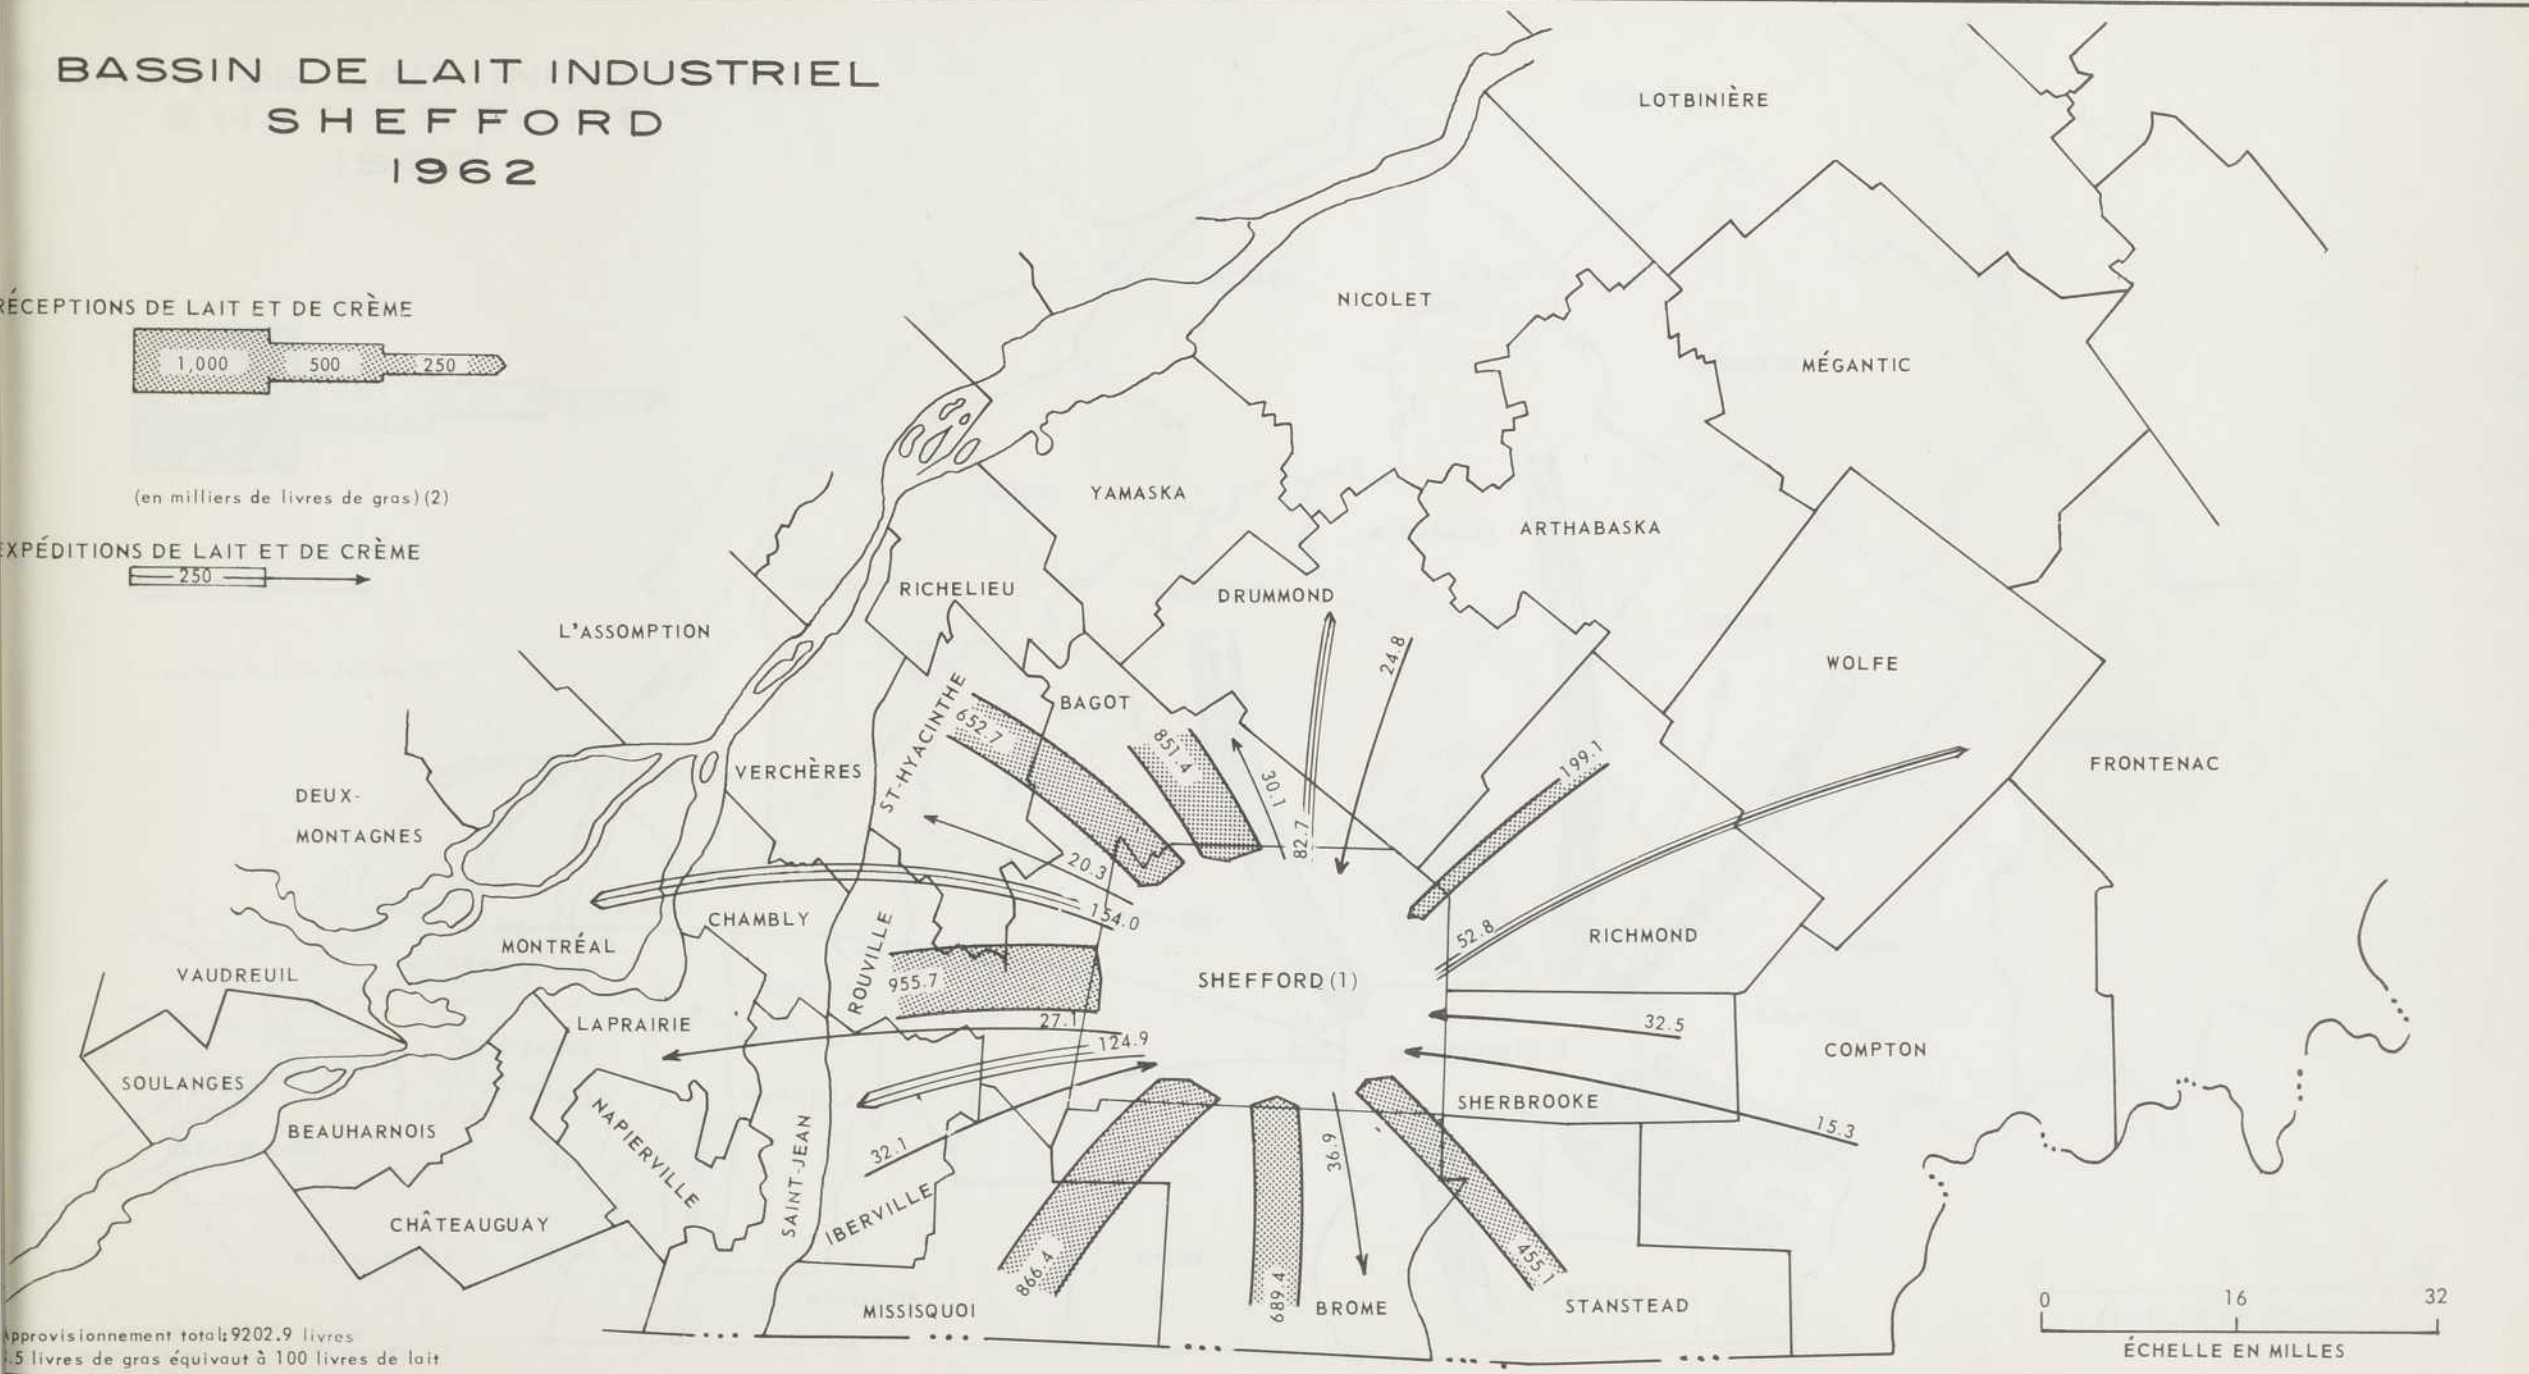 BASSIN DE LAIT INDUSTRIEL
SHEFFORD
1962
RÉCEPTIONS DE LAIT ET DE CRÈME
1,000 500 250
(en milliers de livres de gras) (2)
EXPÉDITIONS DE LAIT ET DE CRÈME
250
LOTBINIÈRE
NICOLET
MÉGANTIC
YAMASKA
ARTHABASKA
RICHELIEU
DRUMMOND
L'ASSOMPTION
24.8
WOLFE
ST-HYACINTHE
BAGOT
652.7
851.4
199.1
FRONTENAC
VERCHÈRES
30.1
DEUX-
MONTAGNES
82.7
20.3
154.0
CHAMBLY
52.8
RICHMOND
MONTRÉAL
ROUVILLE
VAUDREUIL
955.7
SHEFFORD (1)
LAPRAIRIE
27.1
32.5
124.9
COMPTON
SOULANGES
SHERBROOKE
BEAUHARNOIS
NAPIERVILLE
15.3
32.1
36.9
SAINT-JEAN
IBERVILLE
CHÂTEAUGUAY
866.4
689.4
455.1
MISSISQUOI
BROME
STANSTEAD
0 16 32
ÉCHELLE EN MILLES
Approvisionnement total: 9202.9 livres
.5 livres de gras équivaut à 100 livres de lait